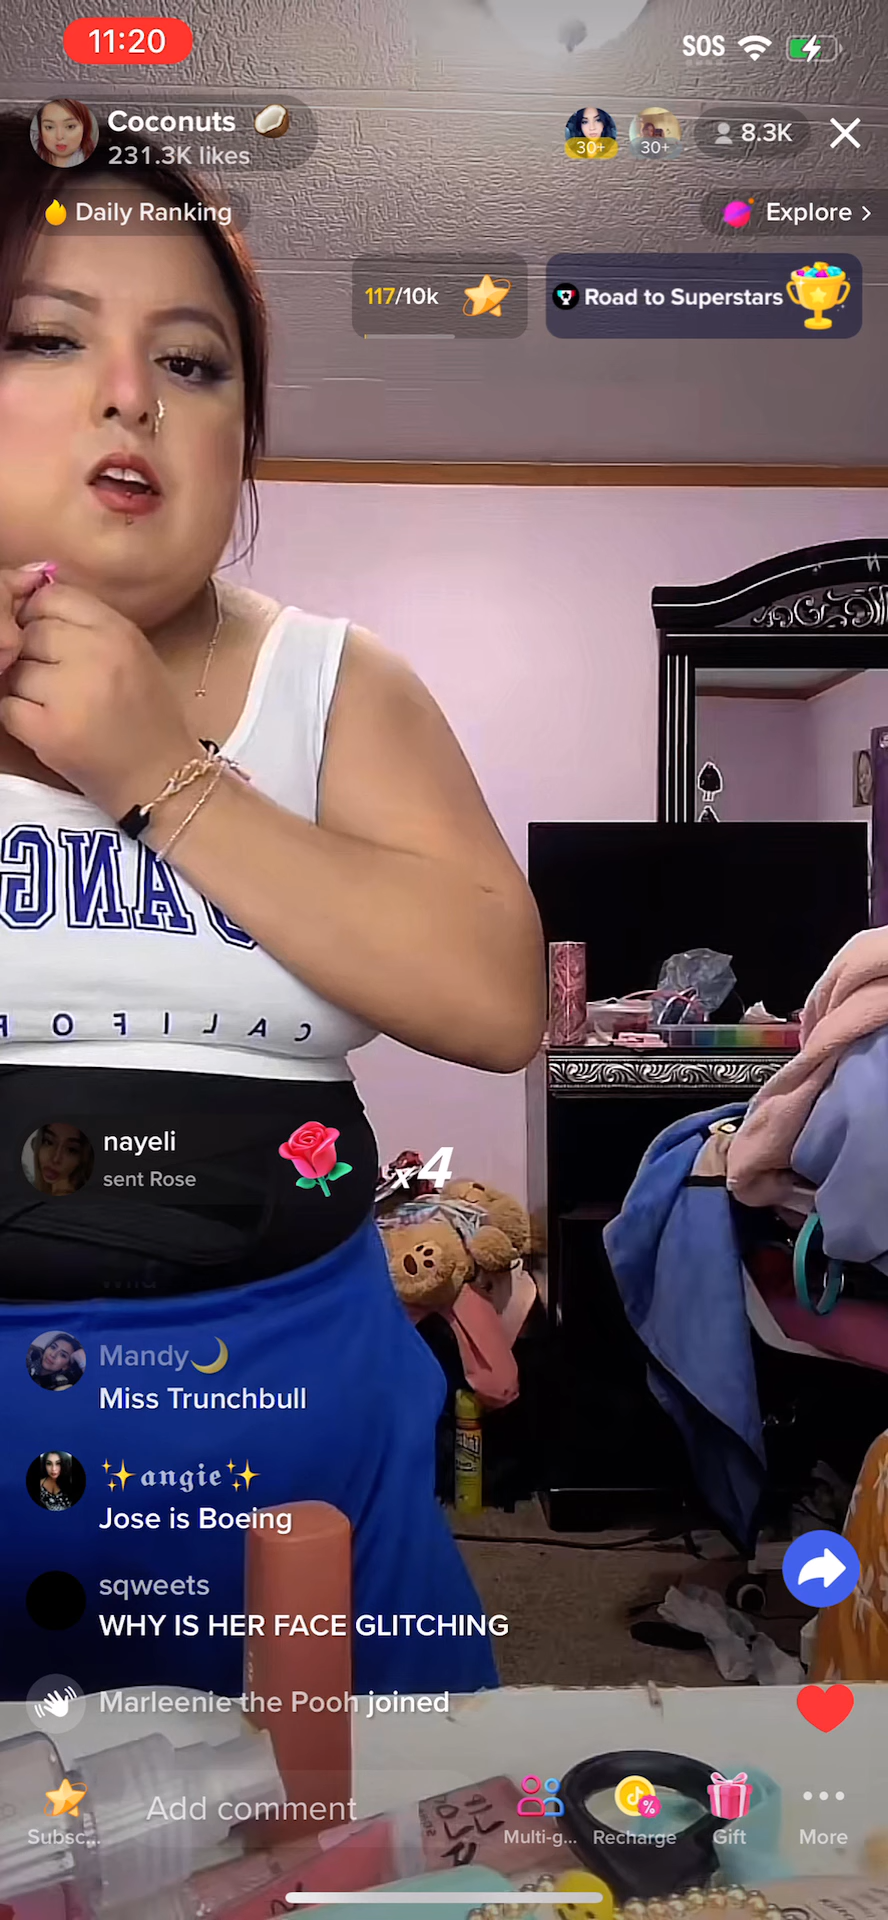 11:20
SOS
Coconuts 🥥
231.3K likes
30+
30+
8.3K
Daily Ranking
Explore >
117/10k
Road to Superstars
CALIFO
nayeli
sent Rose
x4
Mandy🌙
Miss Trunchbull
✨𝖆𝖓𝖌𝖎𝖊✨
Jose is Boeing
sqweets
WHY IS HER FACE GLITCHING
Marleenie the Pooh joined
Subsc...
Add comment
Multi-g...
Recharge
Gift
More